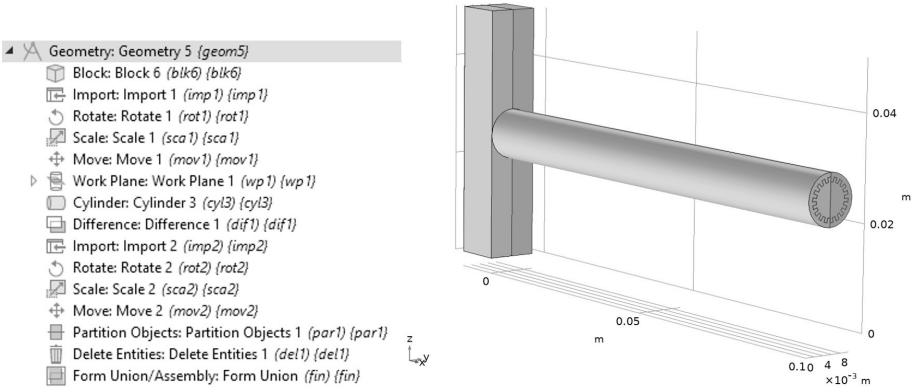 Geometry: Geometry 5 {geom5}
Block: Block 6 (blk6) {blk6}
Import: Import 1 (imp1) {imp1}
Rotate: Rotate 1 (rot1) {rot1}
Scale: Scale 1 (sca1) {sca1}
Move: Move 1 (mov1) {mov1}
Work Plane: Work Plane 1 (wp1) {wp1}
Cylinder: Cylinder 3 (cyl3) {cyl3}
Difference: Difference 1 (dif1) {dif1}
Import: Import 2 (imp2) {imp2}
Rotate: Rotate 2 (rot2) {rot2}
Scale: Scale 2 (sca2) {sca2}
Move: Move 2 (mov2) {mov2}
Partition Objects: Partition Objects 1 (par1) {par1}
Delete Entities: Delete Entities 1 (del1) {del1}
Form Union/Assembly: Form Union (fin) {fin}
z
y
x
0.04
m
0.02
0
0
0.05
m
0.1 0 4 8
×10⁻³ m